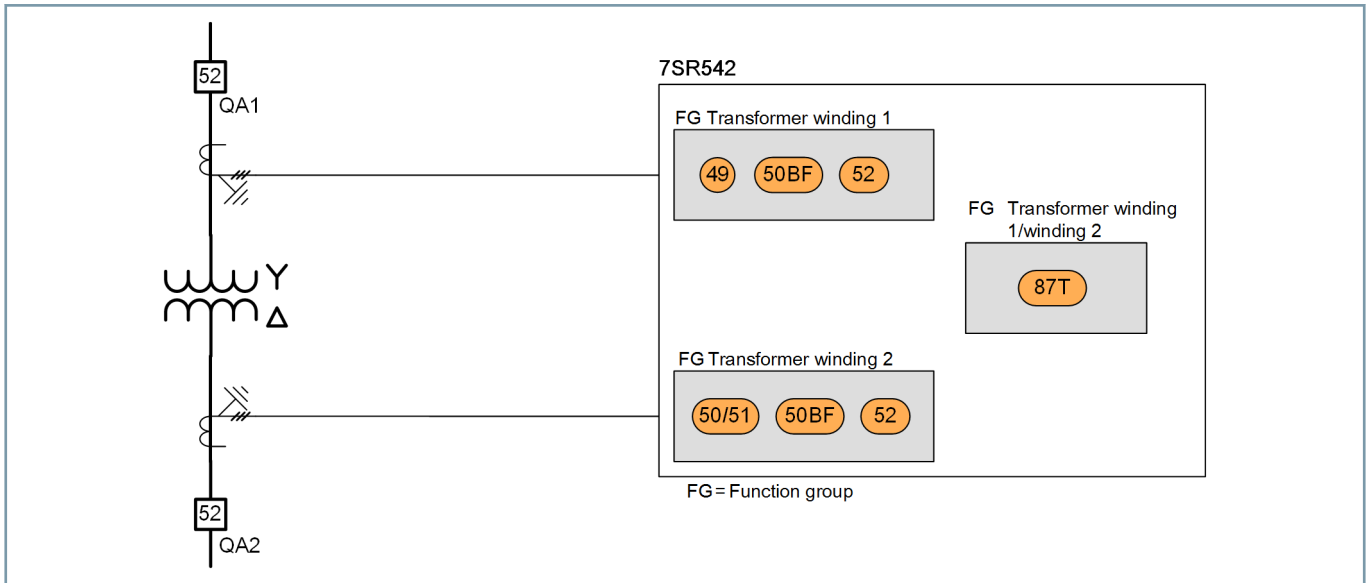 52
QA1
Y
Δ
52
QA2
7SR542
FG Transformer winding 1
49 50BF 52
FG Transformer winding
1/winding 2
87T
FG Transformer winding 2
50/51 50BF 52
FG = Function group